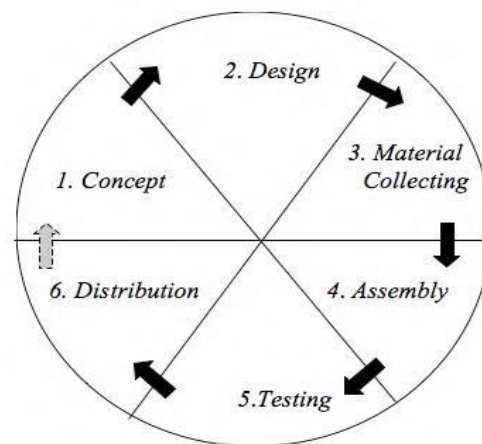 1. Concept
2. Design
3. Material
Collecting
4. Assembly
5.Testing
6. Distribution